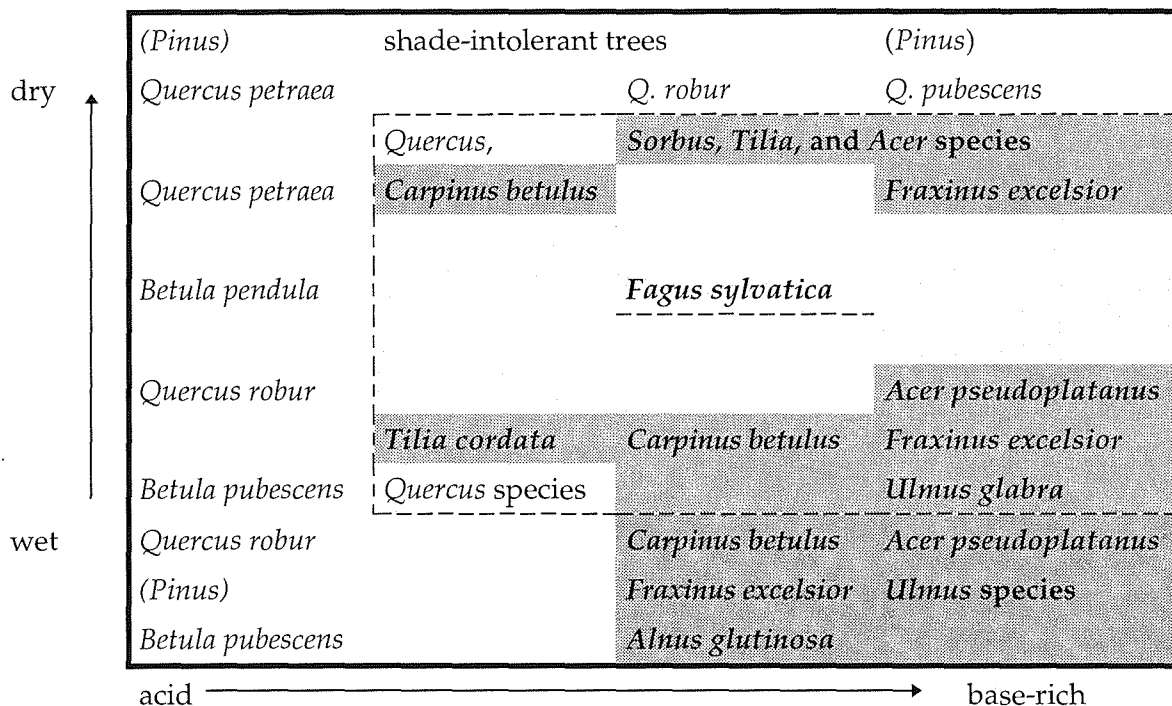 (Pinus) shade-intolerant trees (Pinus)
dry Quercus petraea Q. robur Q. pubescens
Quercus, Sorbus, Tilia, and Acer species
Quercus petraea Carpinus betulus Fraxinus excelsior
Betula pendula Fagus sylvatica
Quercus robur Acer pseudoplatanus
Tilia cordata Carpinus betulus Fraxinus excelsior
Betula pubescens Quercus species Ulmus glabra
wet Quercus robur Carpinus betulus Acer pseudoplatanus
(Pinus) Fraxinus excelsior Ulmus species
Betula pubescens Alnus glutinosa
acid base-rich